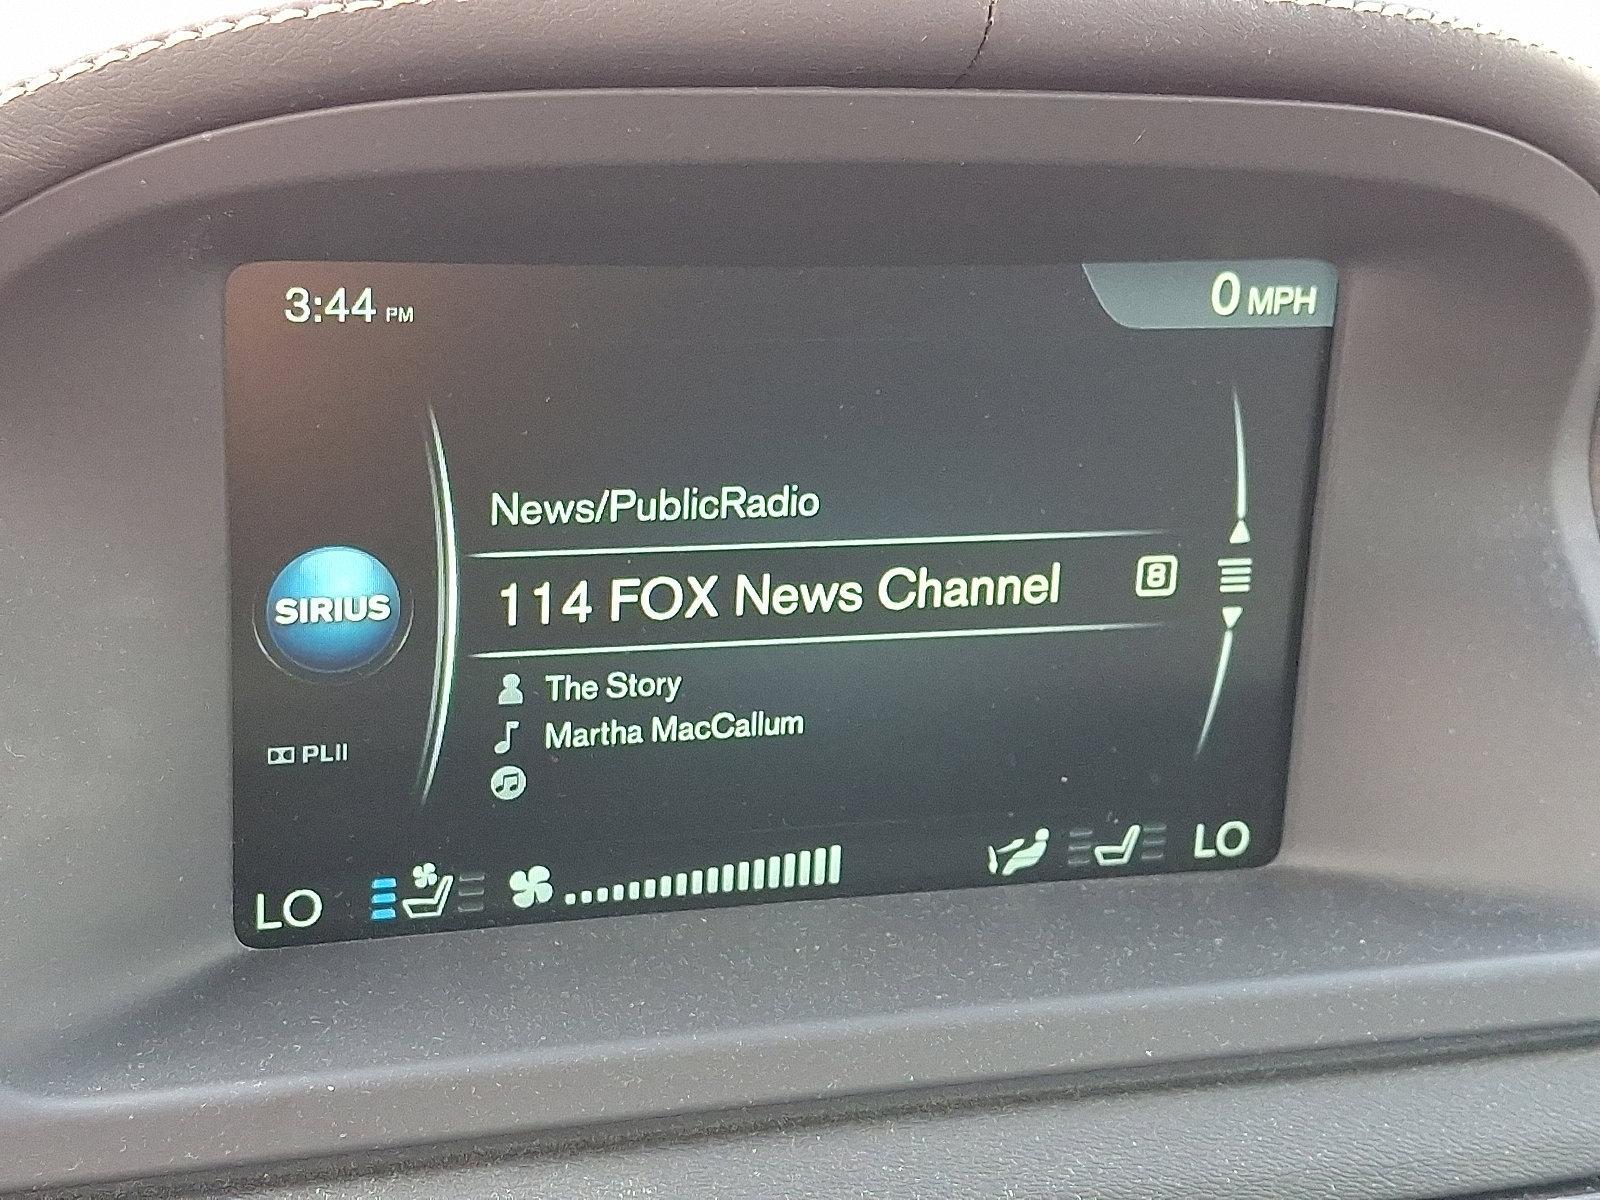 3:44 PM
0 MPH
News/PublicRadio
114 FOX News Channel 8
SIRIUS
The Story
Martha MacCallum
PLII
LO
LO